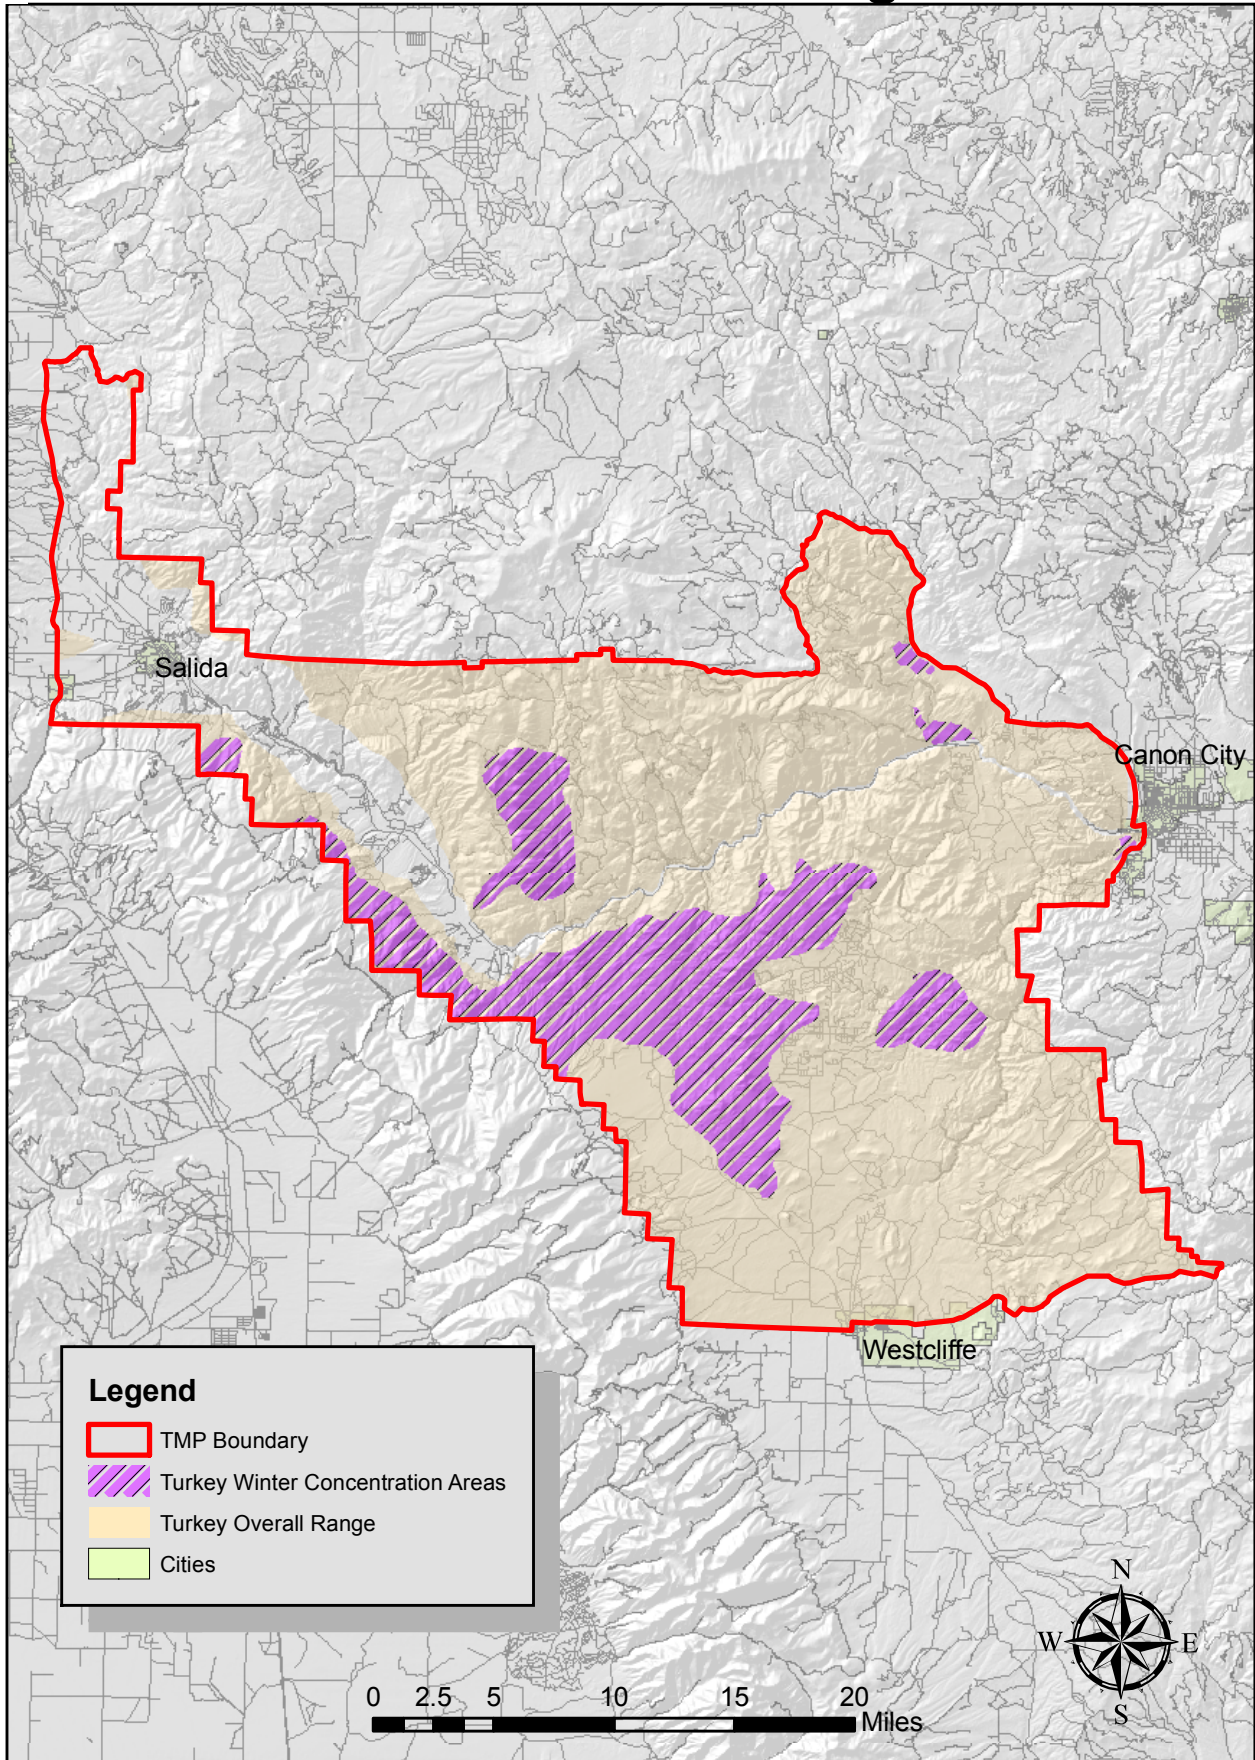 Salida
Canon City
Westcliffe
Legend
TMP Boundary
Turkey Winter Concentration Areas
Turkey Overall Range
Cities
N
W E
S
0 2.5 5 10 15 20
Miles